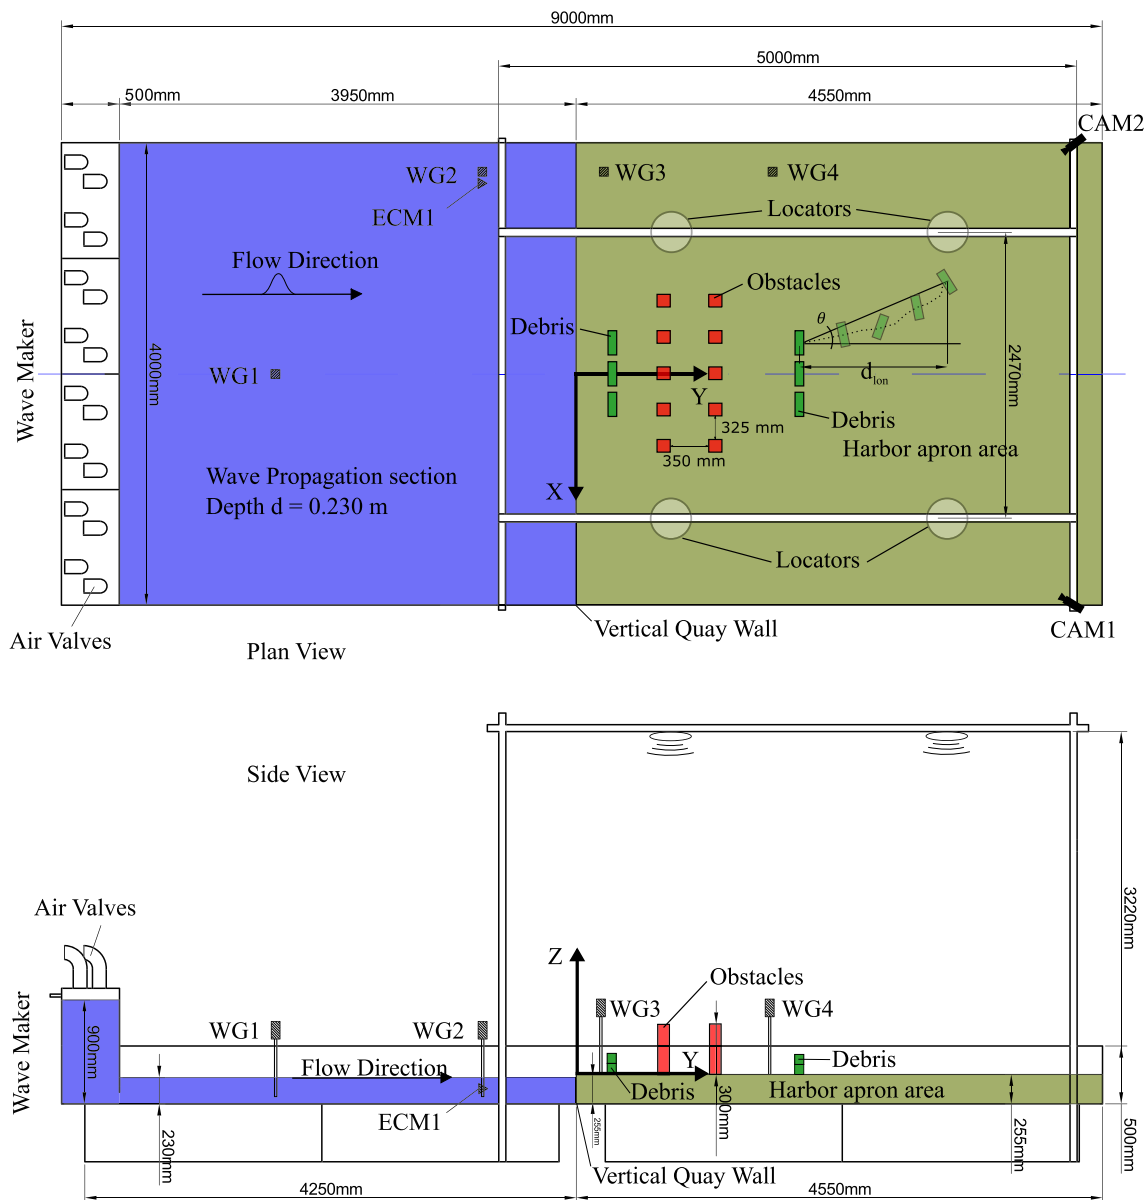 9000mm
5000mm
500mm
3950mm
4550mm
CAM2
WG2
WG3
WG4
ECM1
Locators
Flow Direction
Obstacles
Debris
θ
Wave Maker
4000mm
WG1
Y
d_lon
2470mm
325 mm
Debris
Harbor apron area
350 mm
Wave Propagation section
Depth d = 0.230 m
X
Locators
Air Valves
Vertical Quay Wall
CAM1
Plan View
Side View
3220mm
Air Valves
Z
Obstacles
Wave Maker
900mm
WG1
WG2
WG3
WG4
Flow Direction
Y
Debris
Debris
Harbor apron area
ECM1
230mm
255mm
300mm
255mm
500mm
Vertical Quay Wall
4250mm
4550mm